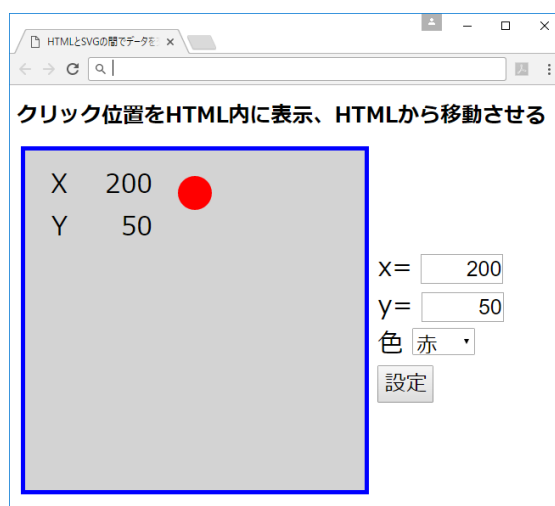 HTMLとSVGの間でデータを
クリック位置をHTML内に表示、HTMLから移動させる
X 200
Y 50
x= 200
y= 50
色 赤
設定